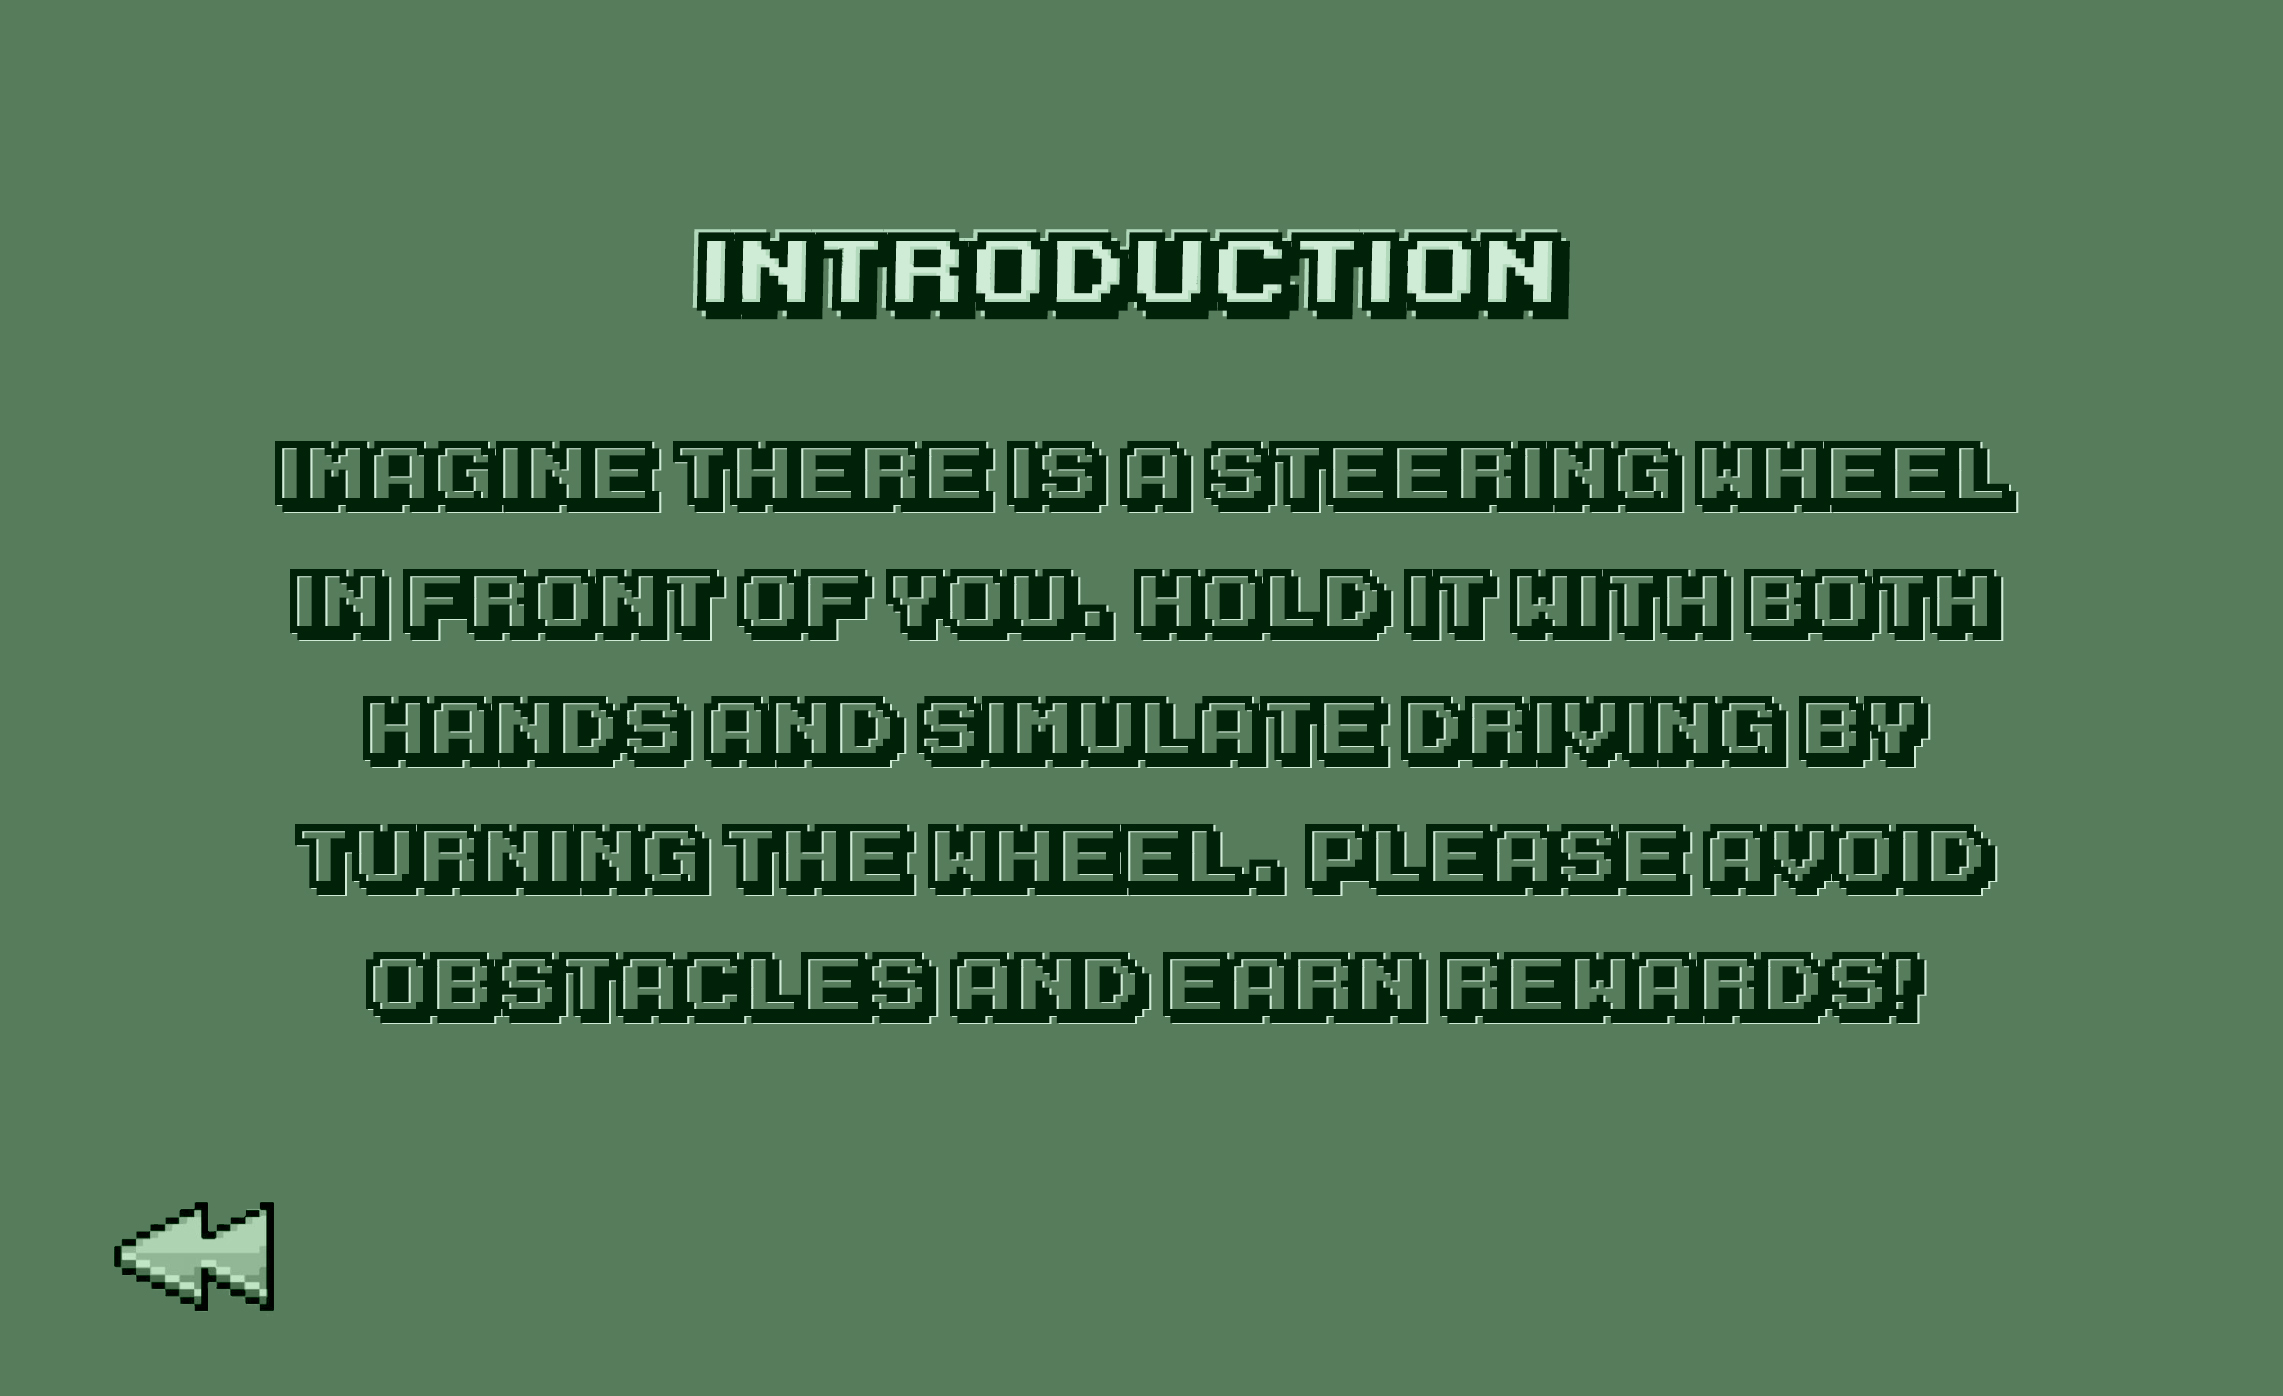 INTRODUCTION
IMAGINE THERE IS A STEERING WHEEL
IN FRONT OF YOU. HOLD IT WITH BOTH
HANDS AND SIMULATE DRIVING BY
TURNING THE WHEEL. PLEASE AVOID
OBSTACLES AND EARN REWARDS!